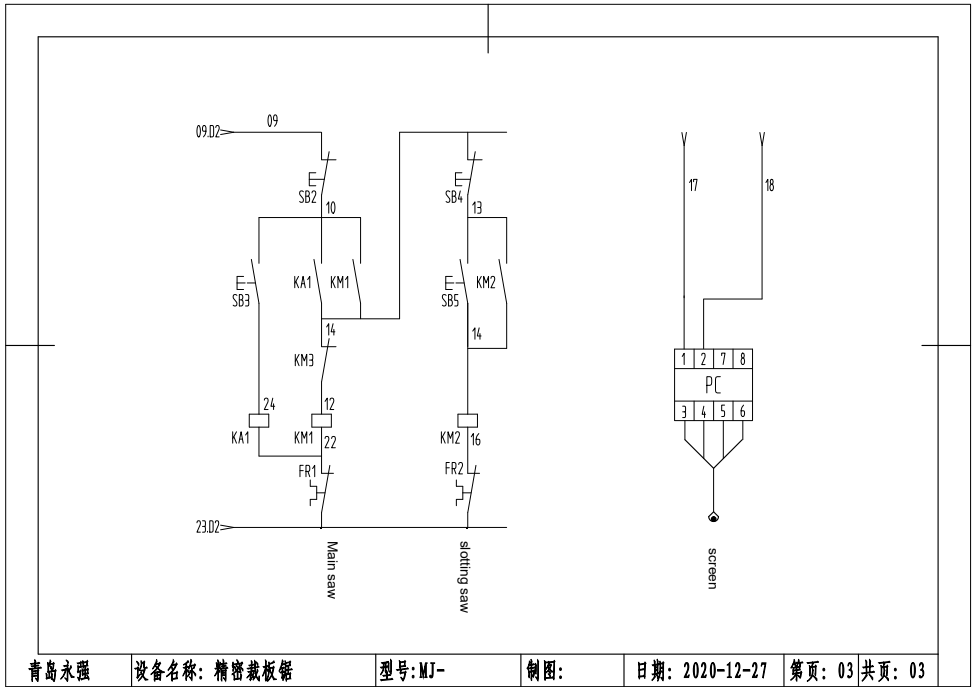 09
09.D2
SB2
10
SB4
13
17
18
SB3
KA1
KM1
SB5
KM2
14
14
KM3
24
12
KA1
KM1
22
KM2
16
FR1
FR2
23.D2
Main saw
slotting saw
1 2 7 8
PC
3 4 5 6
screen
青岛永强 设备名称: 精密裁板锯 型号:MJ- 制图: 日期: 2020-12-27 第页: 03 共页: 03